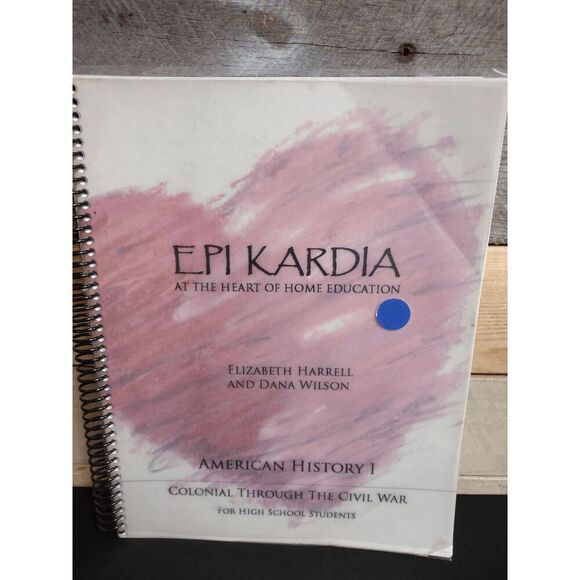 EPI KARDIA
AT THE HEART OF HOME EDUCATION
ELIZABETH HARRELL
AND DANA WILSON
AMERICAN HISTORY I
COLONIAL THROUGH THE CIVIL WAR
FOR HIGH SCHOOL STUDENTS